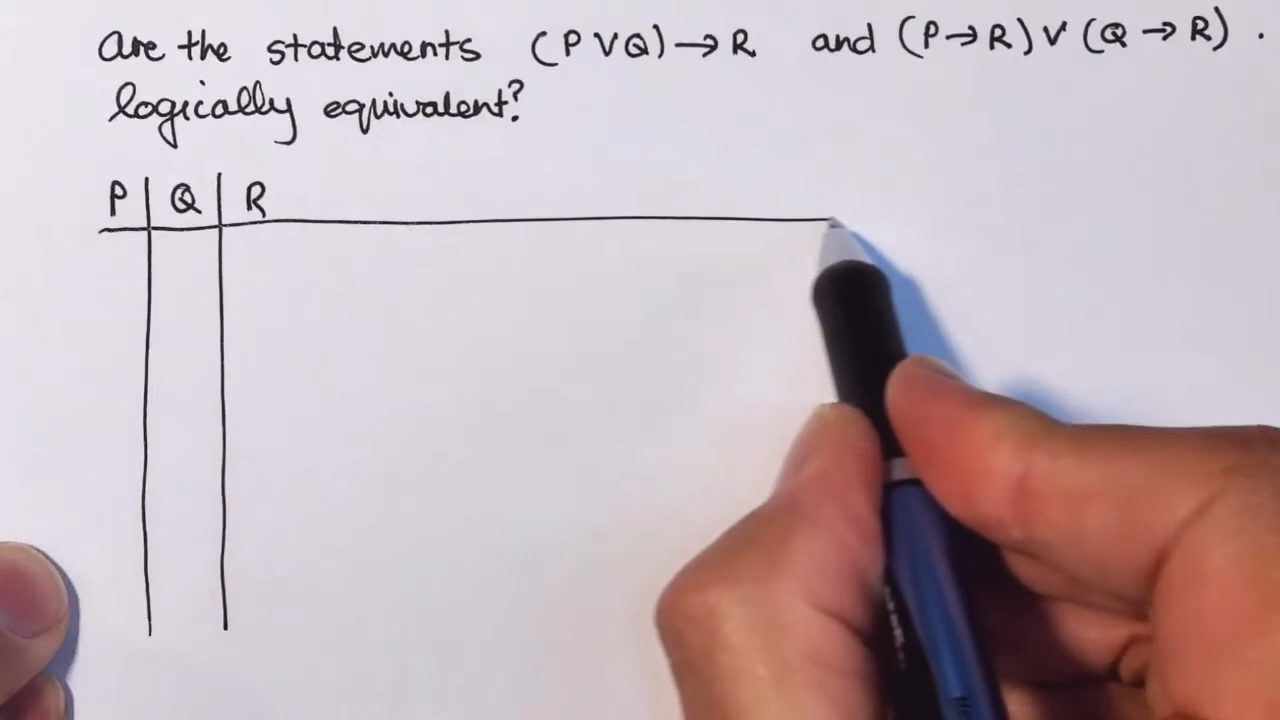 are the statements (P∨Q)→R and (P→R)∨(Q→R).
logically equivalent?
P Q R